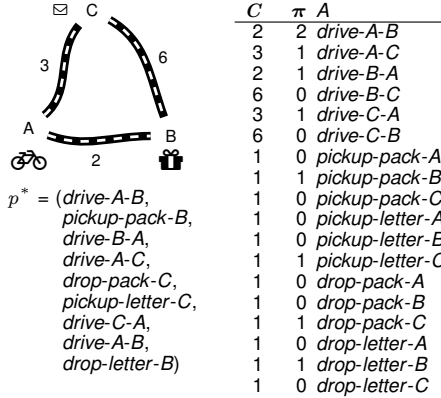 C
3
6
A
B
2
p* = (drive-A-B,
pickup-pack-B,
drive-B-A,
drive-A-C,
drop-pack-C,
pickup-letter-C,
drive-C-A,
drive-A-B,
drop-letter-B)
C π A
2 2 drive-A-B
3 1 drive-A-C
2 1 drive-B-A
6 0 drive-B-C
3 1 drive-C-A
6 0 drive-C-B
1 0 pickup-pack-A
1 1 pickup-pack-B
1 0 pickup-pack-C
1 0 pickup-letter-A
1 0 pickup-letter-B
1 1 pickup-letter-C
1 0 drop-pack-A
1 0 drop-pack-B
1 1 drop-pack-C
1 0 drop-letter-A
1 1 drop-letter-B
1 0 drop-letter-C